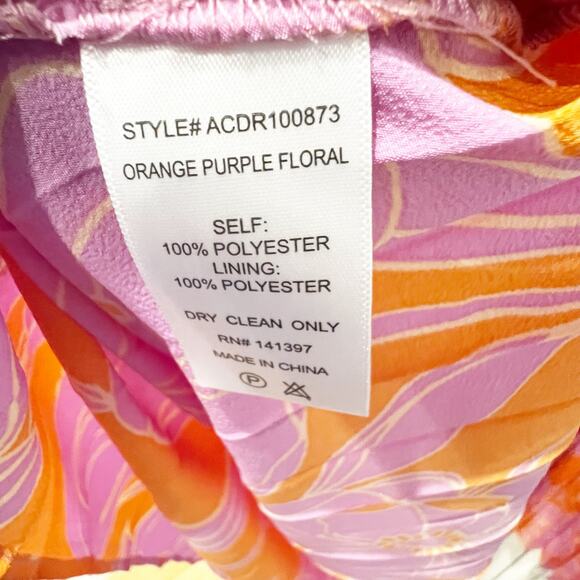 STYLE# ACDR100873
ORANGE PURPLE FLORAL
SELF:
100% POLYESTER
LINING:
100% POLYESTER
DRY CLEAN ONLY
RN# 141397
MADE IN CHINA
P